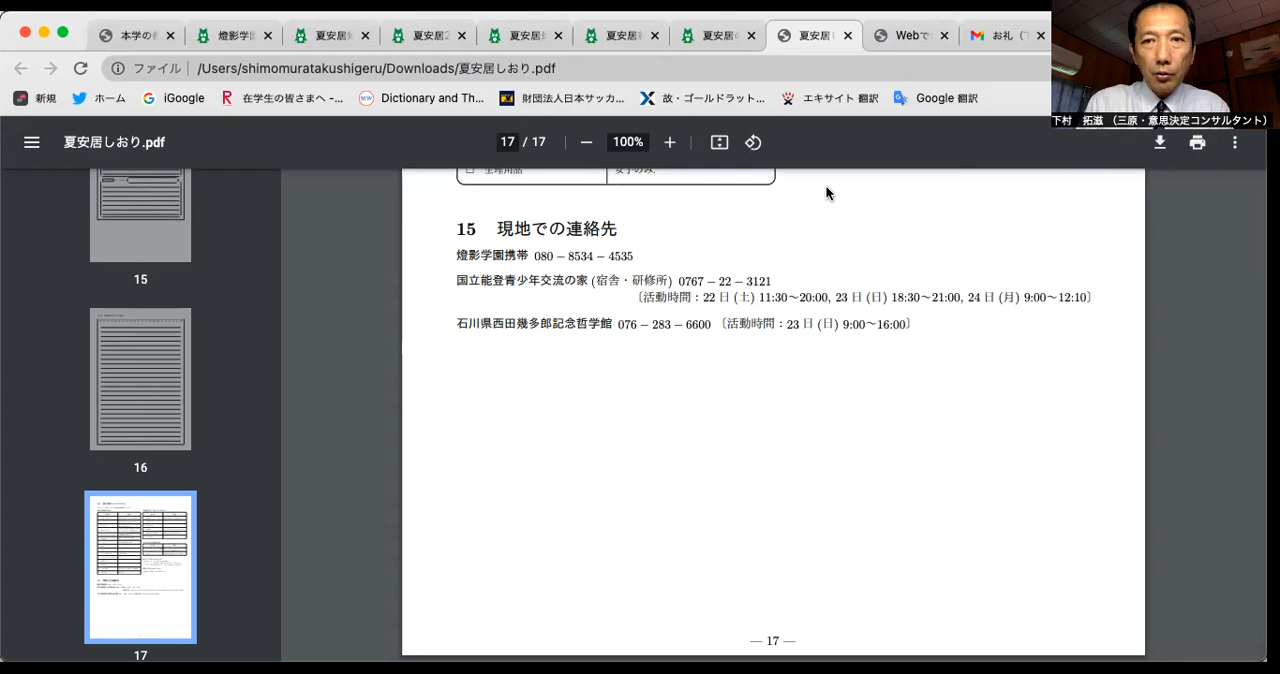 本学の
燈影学園
夏安居
夏安居
夏安居
夏安居
夏安居の
夏安居し
Webで
お礼（下
ファイル /Users/shimomuratakushigeru/Downloads/夏安居しおり.pdf
新規 ホーム iGoogle 在学生の皆さまへ -... Dictionary and Th... 財団法人日本サッカ... 故・ゴールドラット... エキサイト 翻訳 Google 翻訳
下村 拓滋 （三原・意思決定コンサルタント）
夏安居しおり.pdf
17 / 17
100%
□ 生理用品 女子のみ.
15 現地での連絡先
燈影学園携帯 080 – 8534 – 4535
国立能登青少年交流の家 (宿舎・研修所) 0767 – 22 – 3121
〔活動時間：22 日 (土) 11:30〜20:00, 23 日 (日) 18:30〜21:00, 24 日 (月) 9:00〜12:10〕
石川県西田幾多郎記念哲学館 076 – 283 – 6600 〔活動時間：23 日 (日) 9:00〜16:00〕
— 17 —
15
16
17